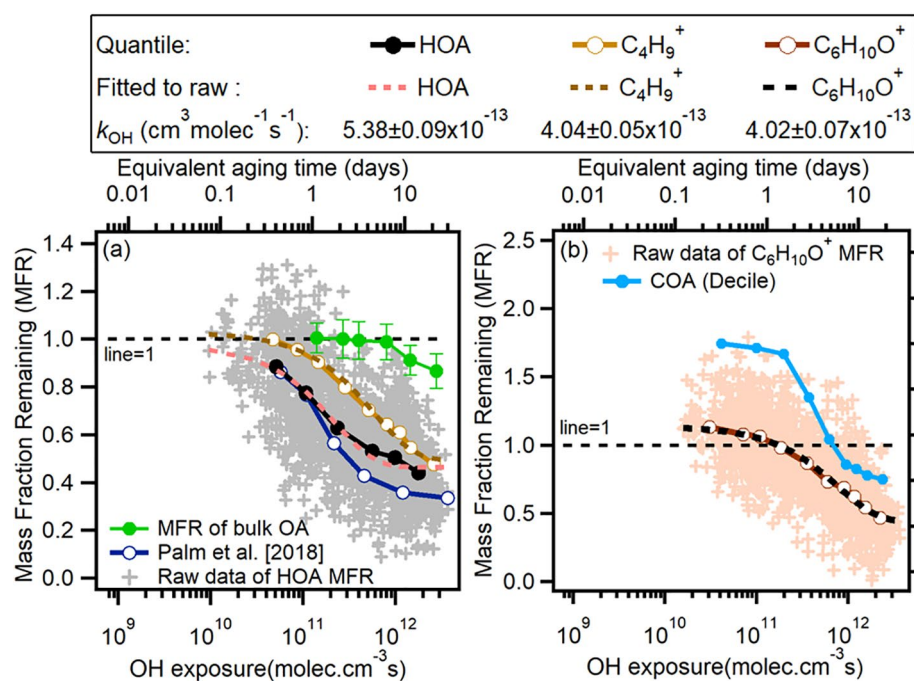 Quantile: HOA C₄H₉⁺ C₆H₁₀O⁺
Fitted to raw : HOA C₄H₉⁺ C₆H₁₀O⁺
k_OH (cm³ molec⁻¹s⁻¹): 5.38±0.09x10⁻¹³ 4.04±0.05x10⁻¹³ 4.02±0.07x10⁻¹³
Equivalent aging time (days) Equivalent aging time (days)
0.01 0.1 1 10 0.01 0.1 1 10
(a)
Mass Fraction Remaining (MFR)
1.4
1.2
1.0
0.8
0.6
0.4
0.2
0.0
line=1
MFR of bulk OA
Palm et al. [2018]
Raw data of HOA MFR
10⁹ 10¹⁰ 10¹¹ 10¹²
OH exposure(molec.cm⁻³s)
(b)
Raw data of C₆H₁₀O⁺ MFR
COA (Decile)
Mass Fraction Remaining (MFR)
2.5
2.0
1.5
1.0
0.5
0.0
line=1
10⁹ 10¹⁰ 10¹¹ 10¹²
OH exposure(molec.cm⁻³s)